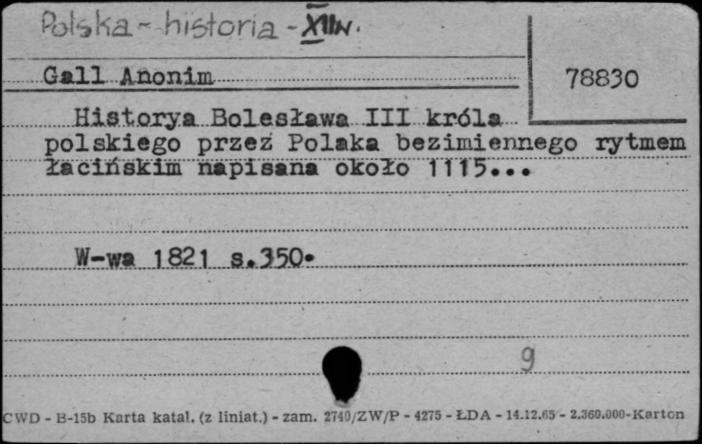 Polska - historia - XIIw.
Gall Anonim
78830
Historya Bolesława III króla
polskiego przez Polaka bezimiennego rytmem
łacińskim napisana około 1115...
W-wa 1821 s.350.
9
CWD - B-15b Karta katal. (z liniat.) - zam. 2740/ZW/P - 4275 - ŁDA - 14.12.65 - 2.360.000-Karton